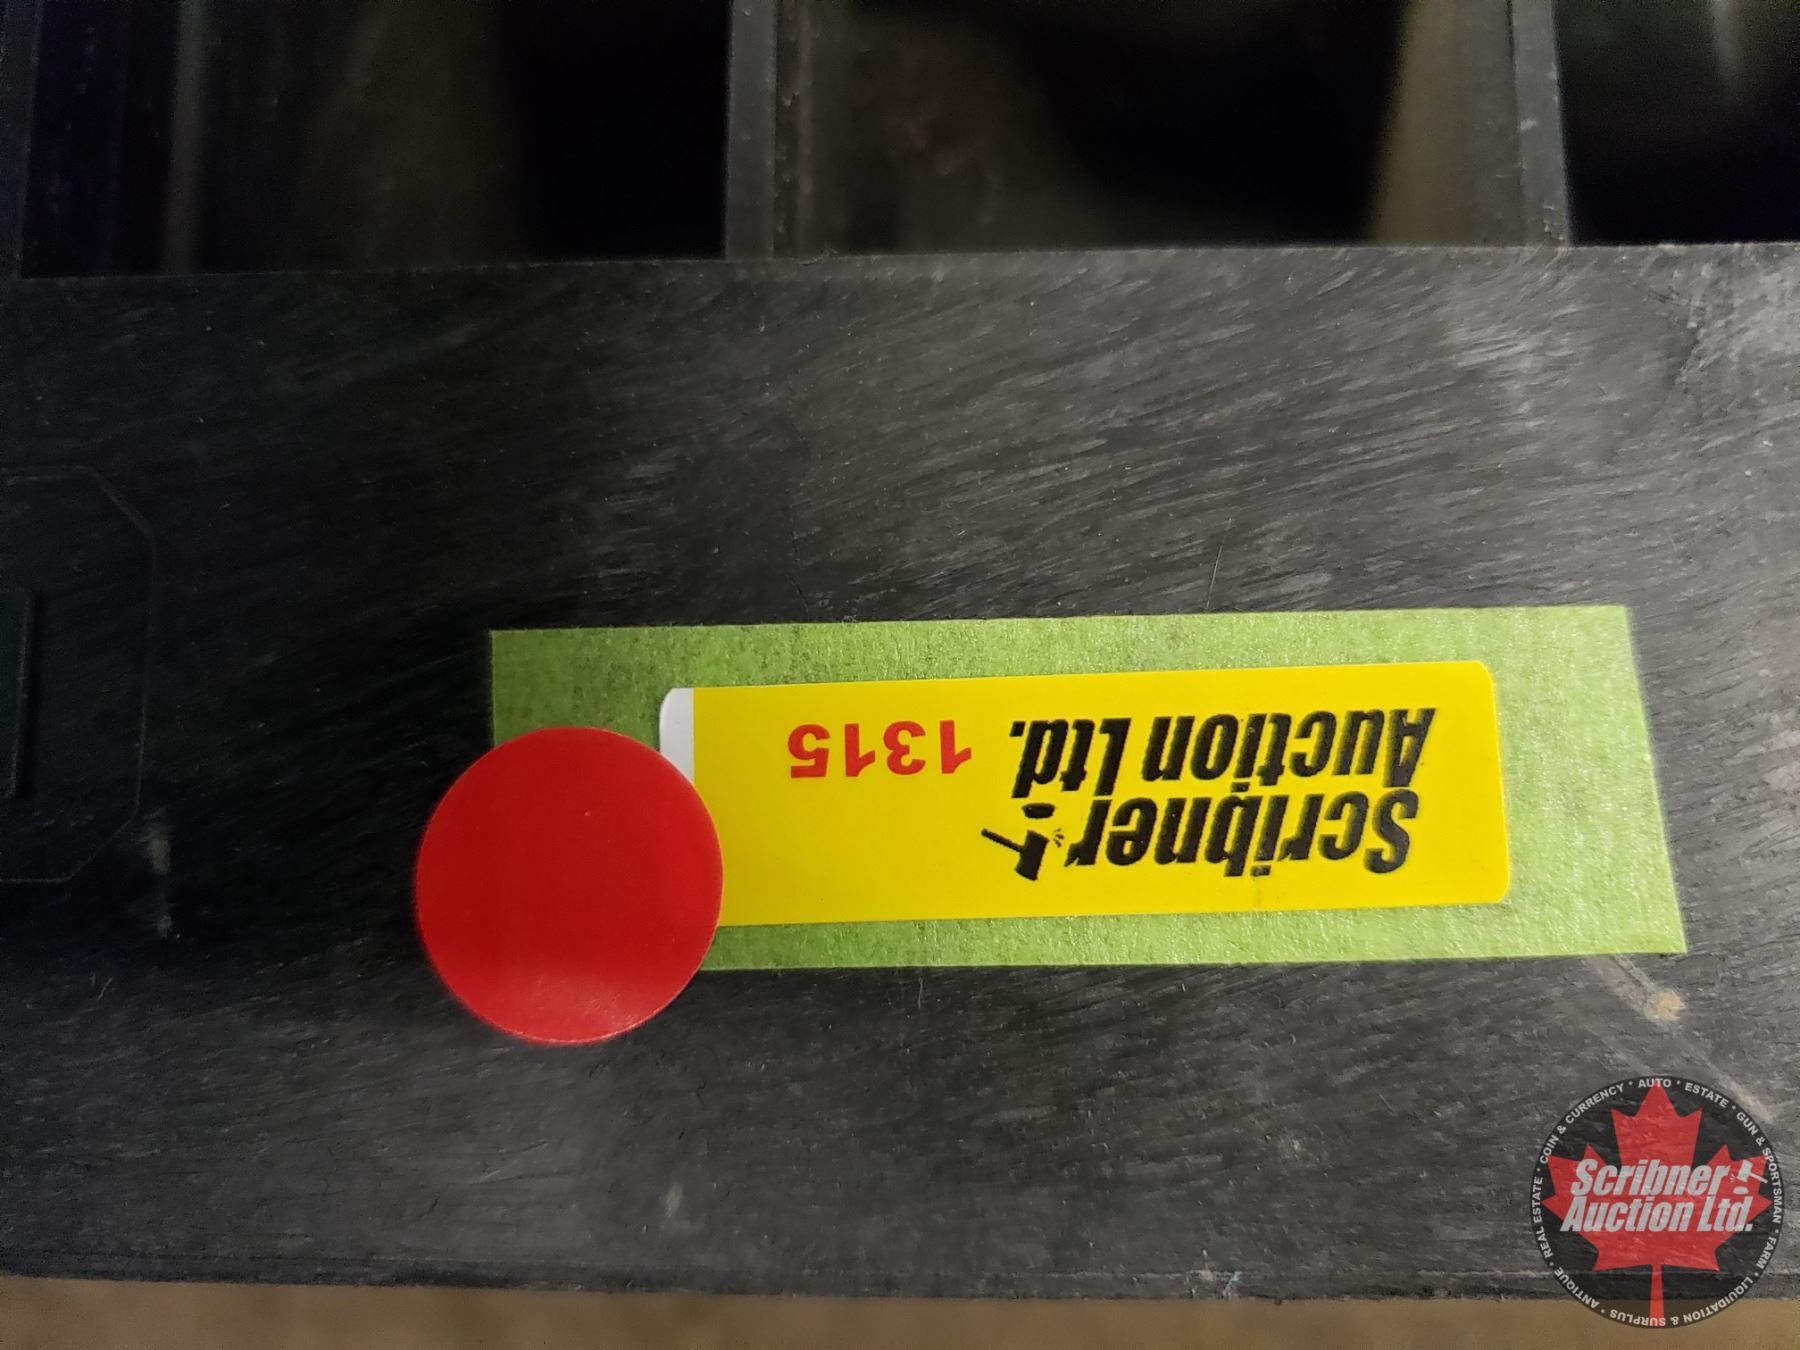 Scribner
Auction Ltd.
1315
COIN & CURRENCY • AUTO • ESTATE • GUN & SPORTSMAN • FARM • LIQUIDATION & SURPLUS • ANTIQUE • REAL ESTATE •
Scribner
Auction Ltd.